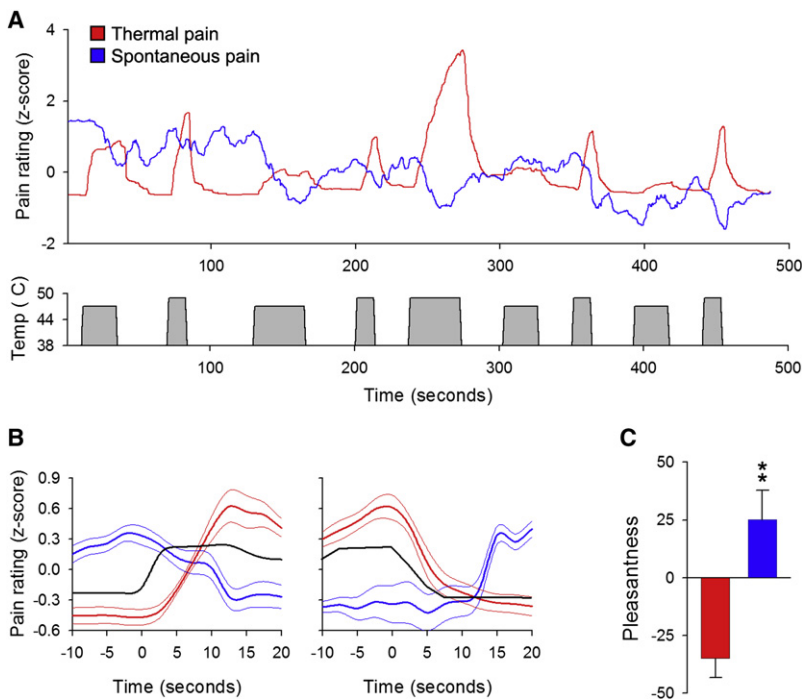 A
Thermal pain
Spontaneous pain
Pain rating (z-score)
4
2
0
-2
100 200 300 400 500
Temp ( C)
50
44
38
100 200 300 400 500
Time (seconds)
B
Pain rating (z-score)
0.9
0.6
0.3
0.0
-0.3
-0.6
-10 -5 0 5 10 15 20
Time (seconds)
-10 -5 0 5 10 15 20
Time (seconds)
C
Pleasantness
50
25
0
-25
-50
**